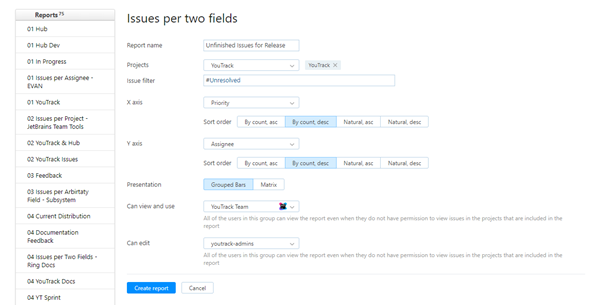 Reports 75
01 Hub
01 Hub Dev
01 In Progress
01 Issues per Assignee -
EVAN
01 YouTrack
02 Issues per Project -
JetBrains Team Tools
02 YouTrack & Hub
02 YouTrack Issues
03 Feedback
03 Issues per Arbirtaty
Field - Subsystem
04 Current Distribution
04 Documentation
Feedback
04 Issues per Two Fields -
Ring Docs
04 YouTrack Docs
04 YT Sprint
Issues per two fields
Report name
Unfinished Issues for Ralease
Projects
YouTrack
YouTrack ×
Issue filter
#Unresolved
X axis
Priority
Sort order
By count, asc
By count, desc
Natural, asc
Natural, desc
Y axis
Assignee
Sort order
By count, asc
By count, desc
Natural, asc
Natural, desc
Presentation
Grouped Bars
Matrix
Can view and use
YouTrack Team
All of the users in this group can view the report even when they do not have permission to view issues in the projects that are included in the
report
Can edit
youtrack-admins
All of the users in this group can view the report even when they do not have permission to view issues in the projects that are included in the
report
Create report
Cancel